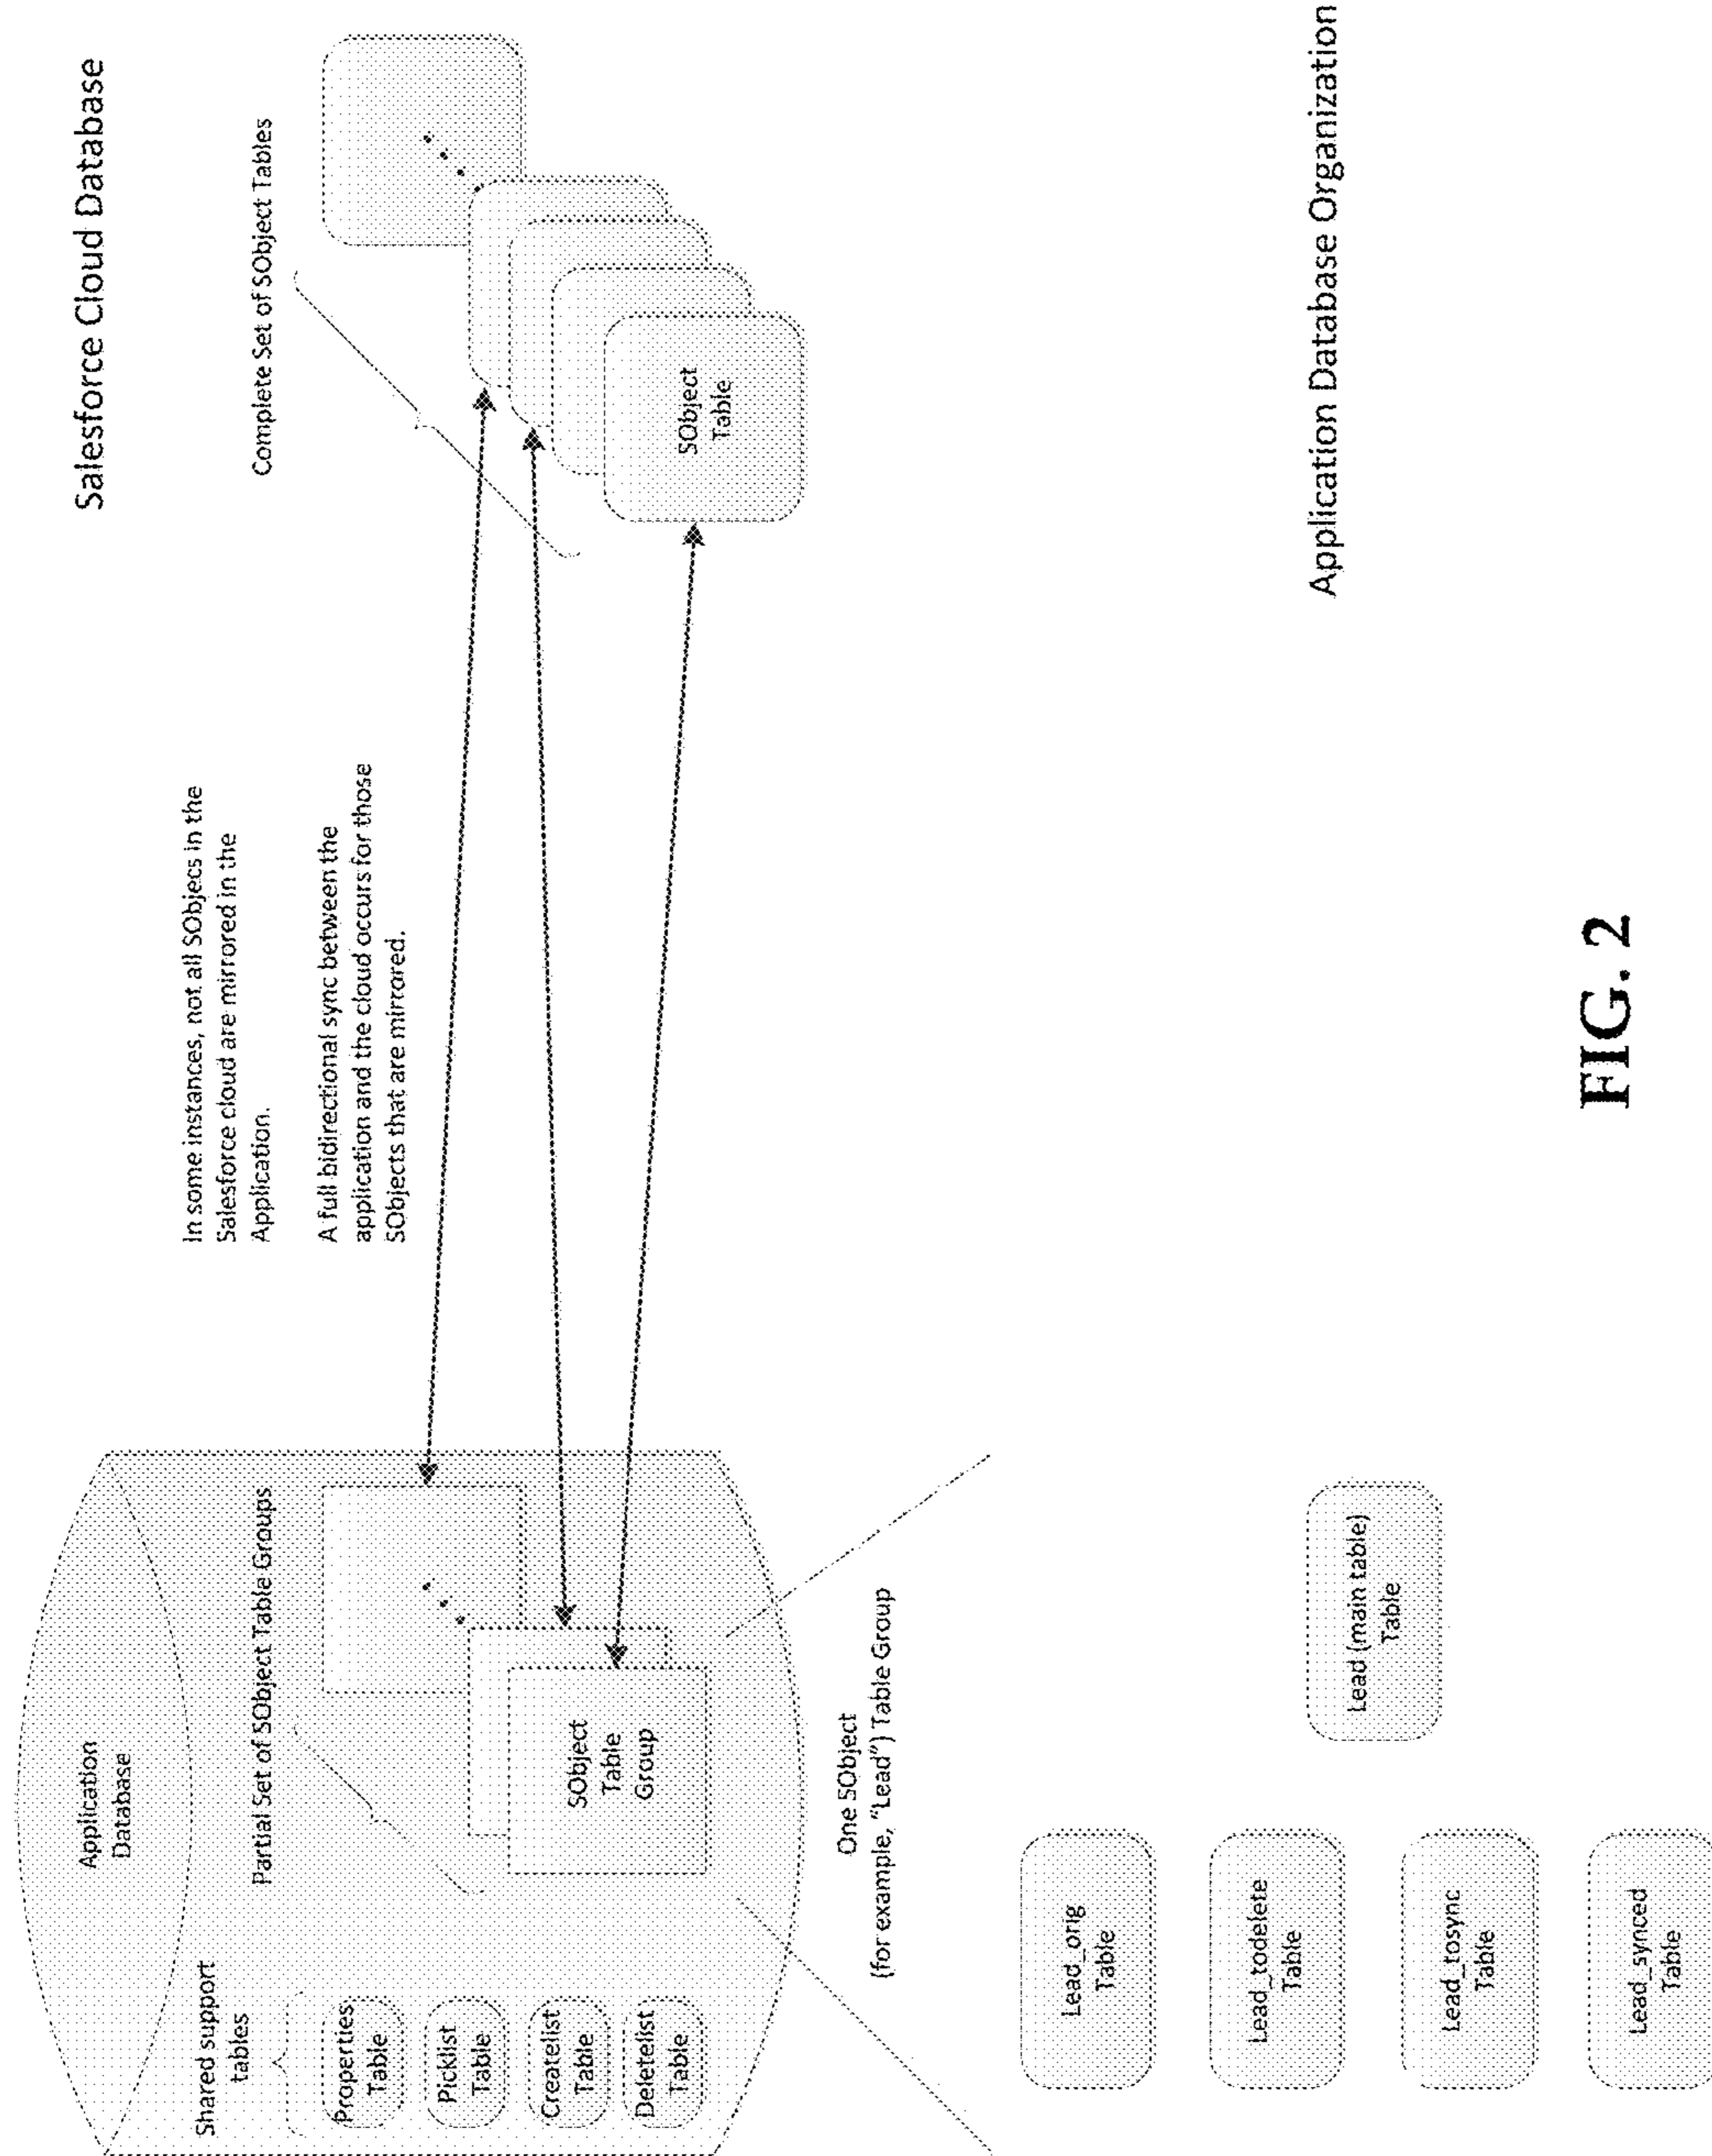 Salesforce Cloud Database
Application
Database
In some instances, not all SObjecs in the
Salesforce cloud are mirrored in the
Application.
A full bidirectional sync between the
application and the cloud occurs for those
SObjects that are mirrored.
Complete Set of SObject Tables
Shared support
tables
Partial Set of SObject Table Groups
Properties
Table
Picklist
Table
Createlist
Table
Deletelist
Table
SObject
Table
Group
SObject
Table
One SObject
(for example, "Lead") Table Group
Lead_orig
Table
Lead_todelete
Table
Lead_tosync
Table
Lead_synced
Table
Lead (main table)
Table
Application Database Organization
FIG. 2